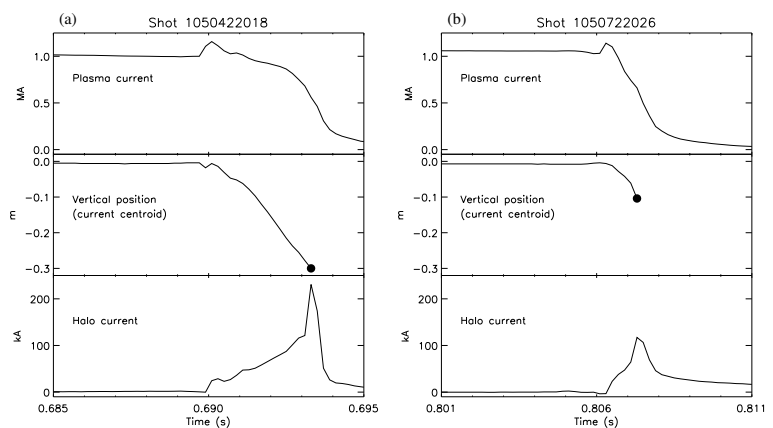 (a) Shot 1050422018
1.0
0.5
0.0
MA
Plasma current
0.0
-0.1
-0.2
-0.3
m
Vertical position
(current centroid)
200
100
0
kA
Halo current
0.685 0.690 0.695
Time (s)
(b) Shot 1050722026
1.0
0.5
0.0
MA
Plasma current
0.0
-0.1
-0.2
-0.3
m
Vertical position
(current centroid)
200
100
0
kA
Halo current
0.801 0.806 0.811
Time (s)